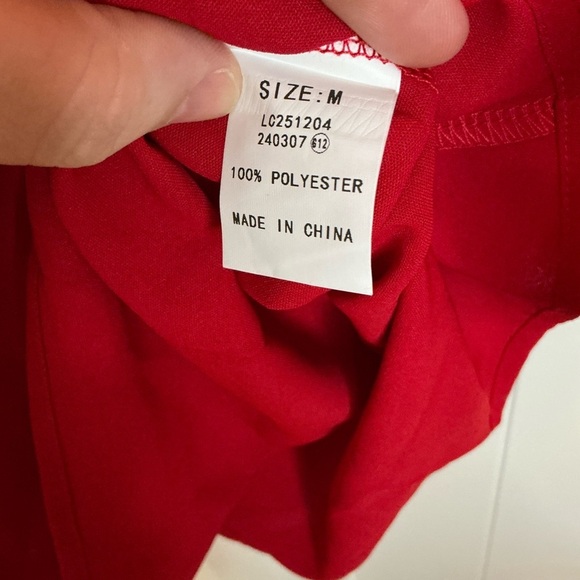 SIZE:M
LC251204
240307 612
100% POLYESTER
MADE IN CHINA